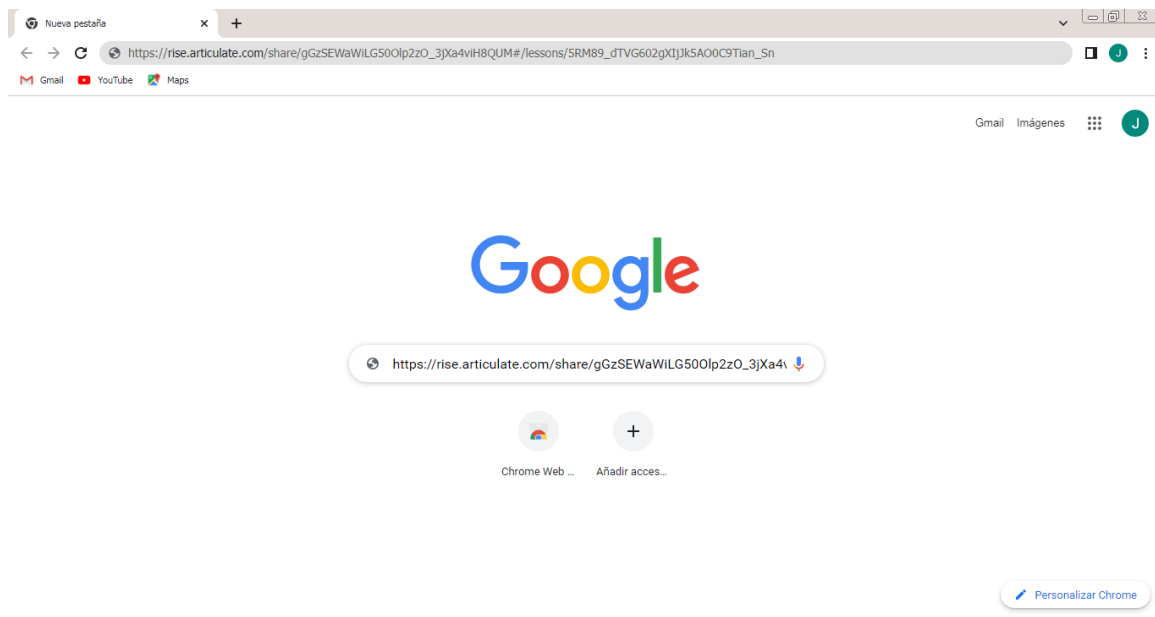 Nueva pestaña
https://rise.articulate.com/share/gGzSEWaWiLG50Olp2zO_3jXa4viH8QUM#/lessons/5RM89_dTVG602gXIjJk5AO0C9Tian_Sn
J
Gmail YouTube Maps
Gmail Imágenes J
Google
https://rise.articulate.com/share/gGzSEWaWiLG50Olp2zO_3jXa4v
Chrome Web ... Añadir acces...
Personalizar Chrome